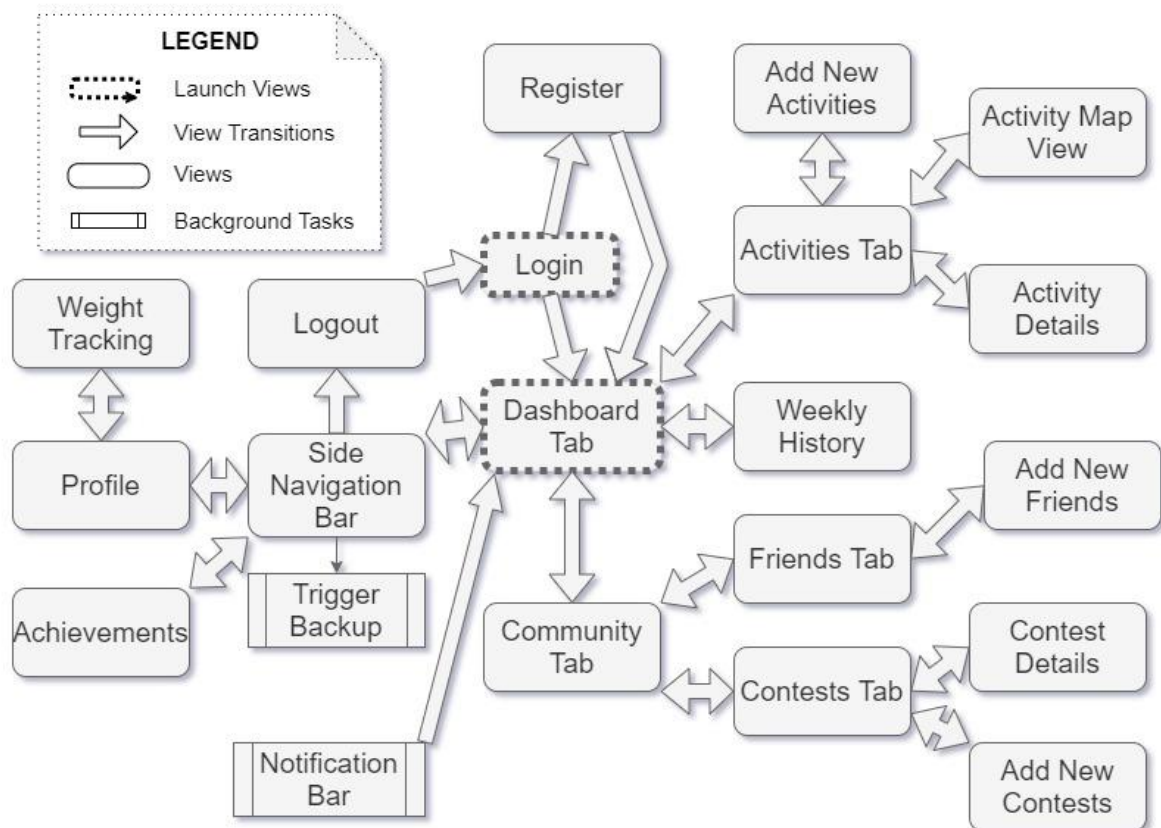 LEGEND
Launch Views
View Transitions
Views
Background Tasks
Register
Add New
Activities
Activity Map
View
Login
Activities Tab
Weight
Tracking
Logout
Activity
Details
Dashboard
Tab
Weekly
History
Profile
Side
Navigation
Bar
Add New
Friends
Friends Tab
Trigger
Backup
Achievements
Community
Tab
Contest
Details
Contests Tab
Notification
Bar
Add New
Contests